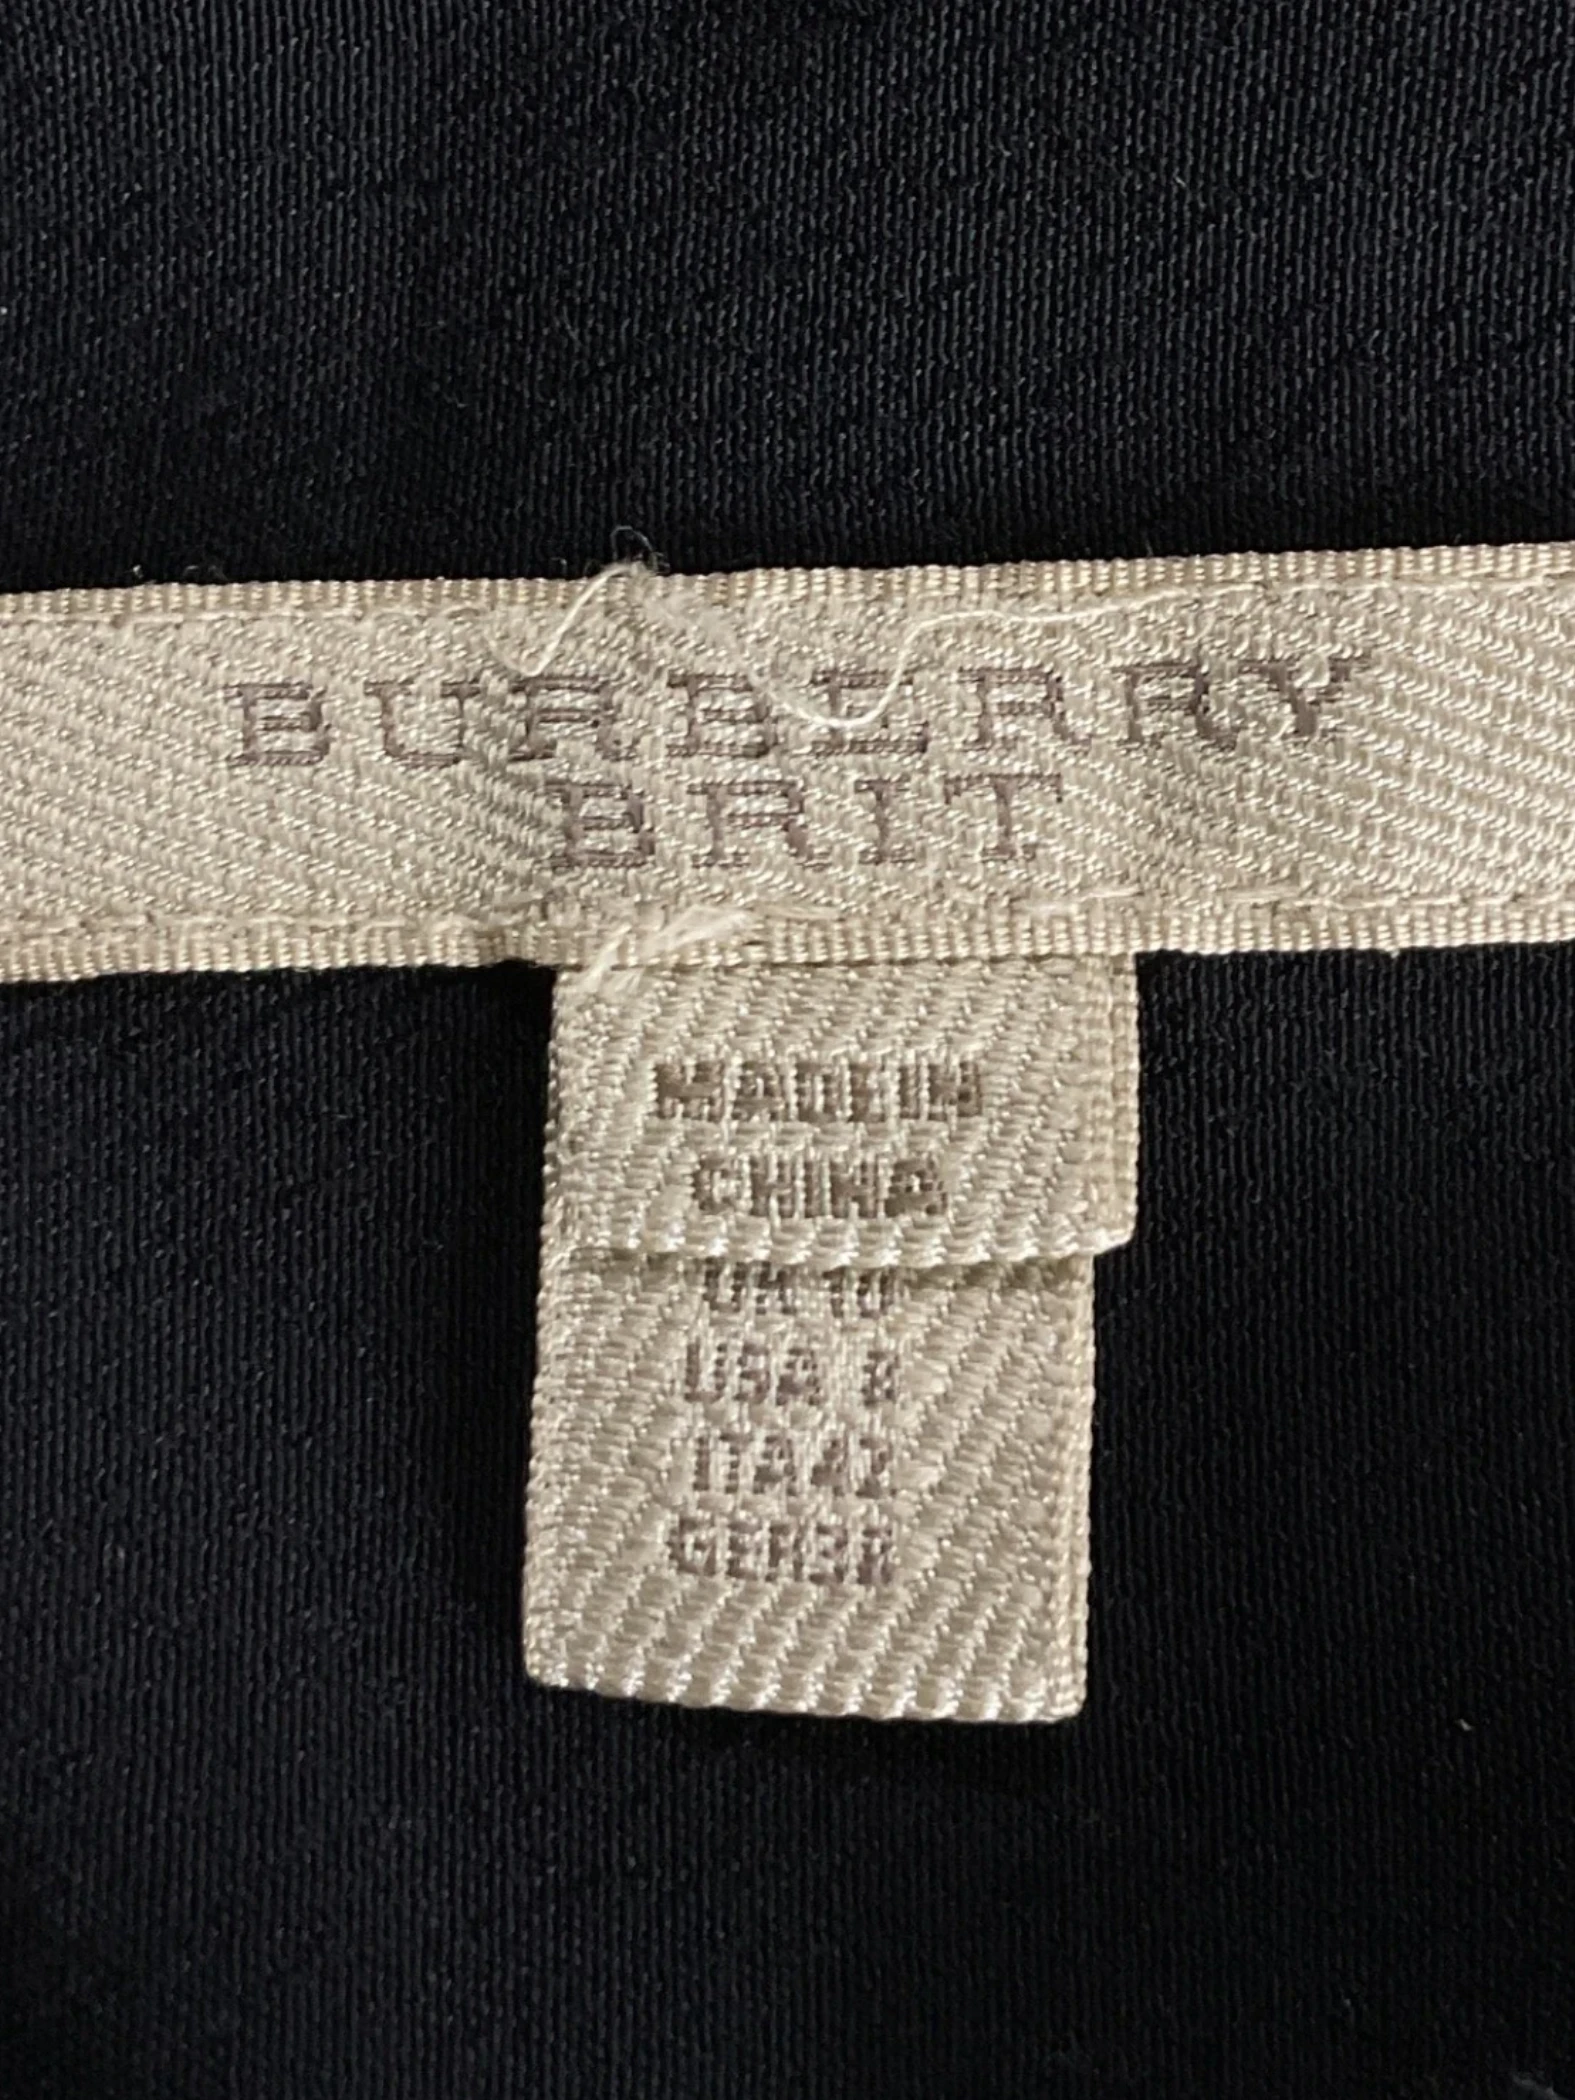 BURBERRY
BRIT
MADE IN
CHINA
UK 10
USA 8
ITA 42
GER 38